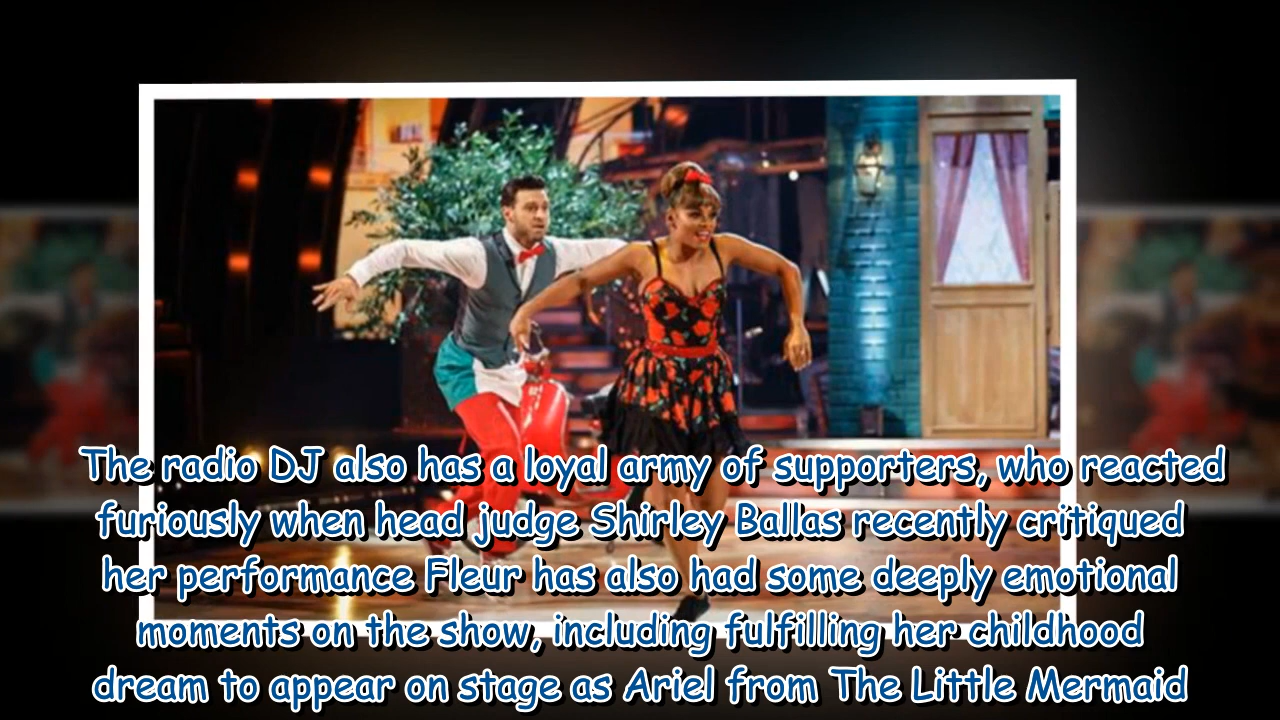 The radio DJ also has a loyal army of supporters, who reacted
furiously when head judge Shirley Ballas recently critiqued
her performance Fleur has also had some deeply emotional
moments on the show, including fulfilling her childhood
dream to appear on stage as Ariel from The Little Mermaid